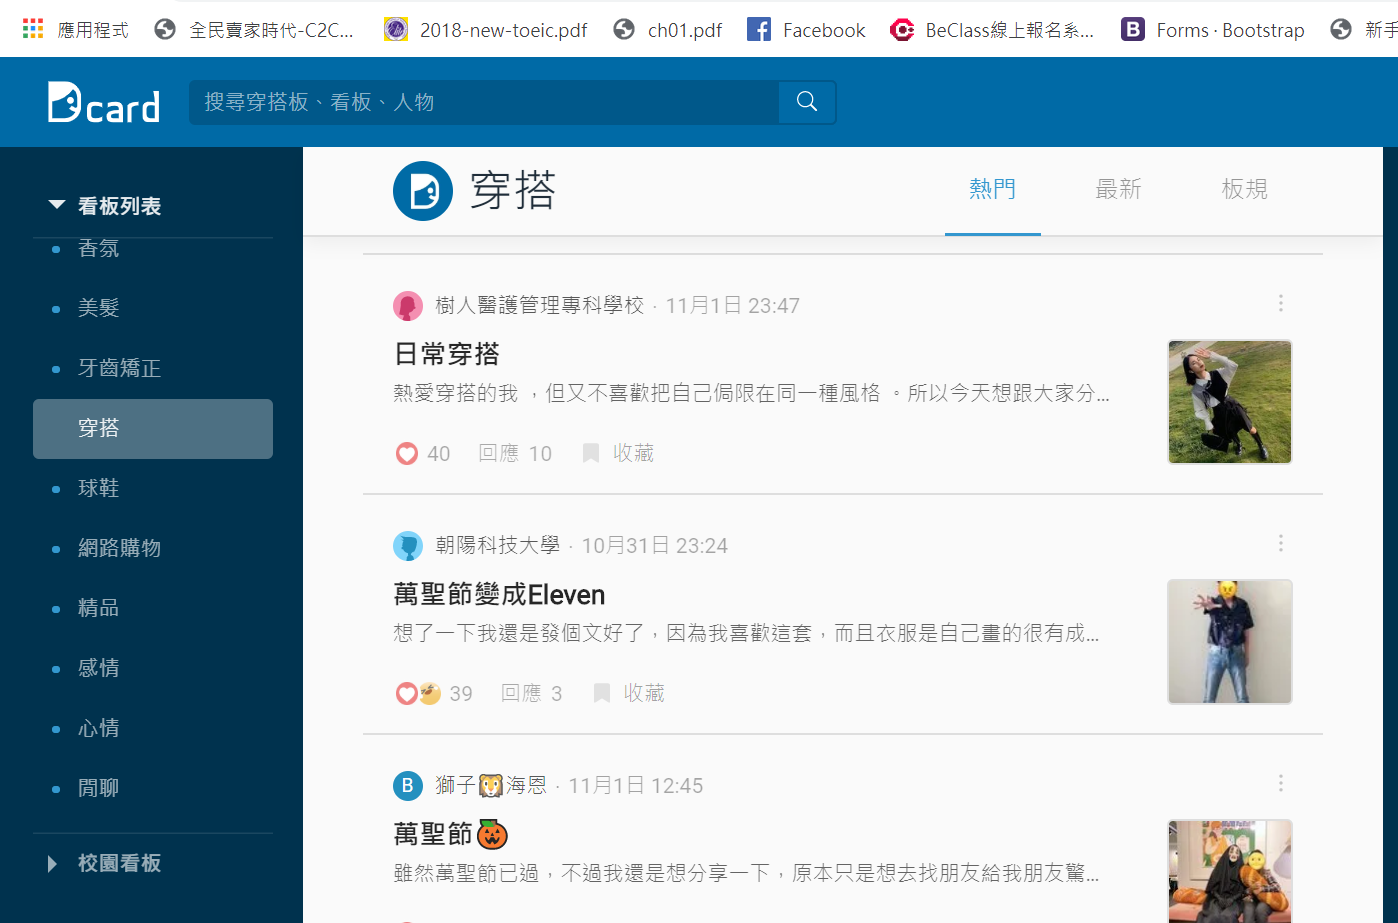 應用程式 全民賣家時代-C2C... 2018-new-toeic.pdf ch01.pdf Facebook BeClass線上報名系... B Forms · Bootstrap 新手
Dcard 搜尋穿搭板、看板、人物
穿搭 熱門 最新 板規
看板列表
香氛
美髮
牙齒矯正
穿搭
球鞋
網路購物
精品
感情
心情
閒聊
校園看板
樹人醫護管理專科學校 · 11月1日 23:47
日常穿搭
熱愛穿搭的我 ，但又不喜歡把自己侷限在同一種風格 。所以今天想跟大家分...
40 回應 10 收藏
朝陽科技大學 · 10月31日 23:24
萬聖節變成Eleven
想了一下我還是發個文好了，因為我喜歡這套，而且衣服是自己畫的很有成...
39 回應 3 收藏
B 獅子🐯海恩 · 11月1日 12:45
萬聖節🎃
雖然萬聖節已過，不過我還是想分享一下，原本只是想去找朋友給我朋友驚...